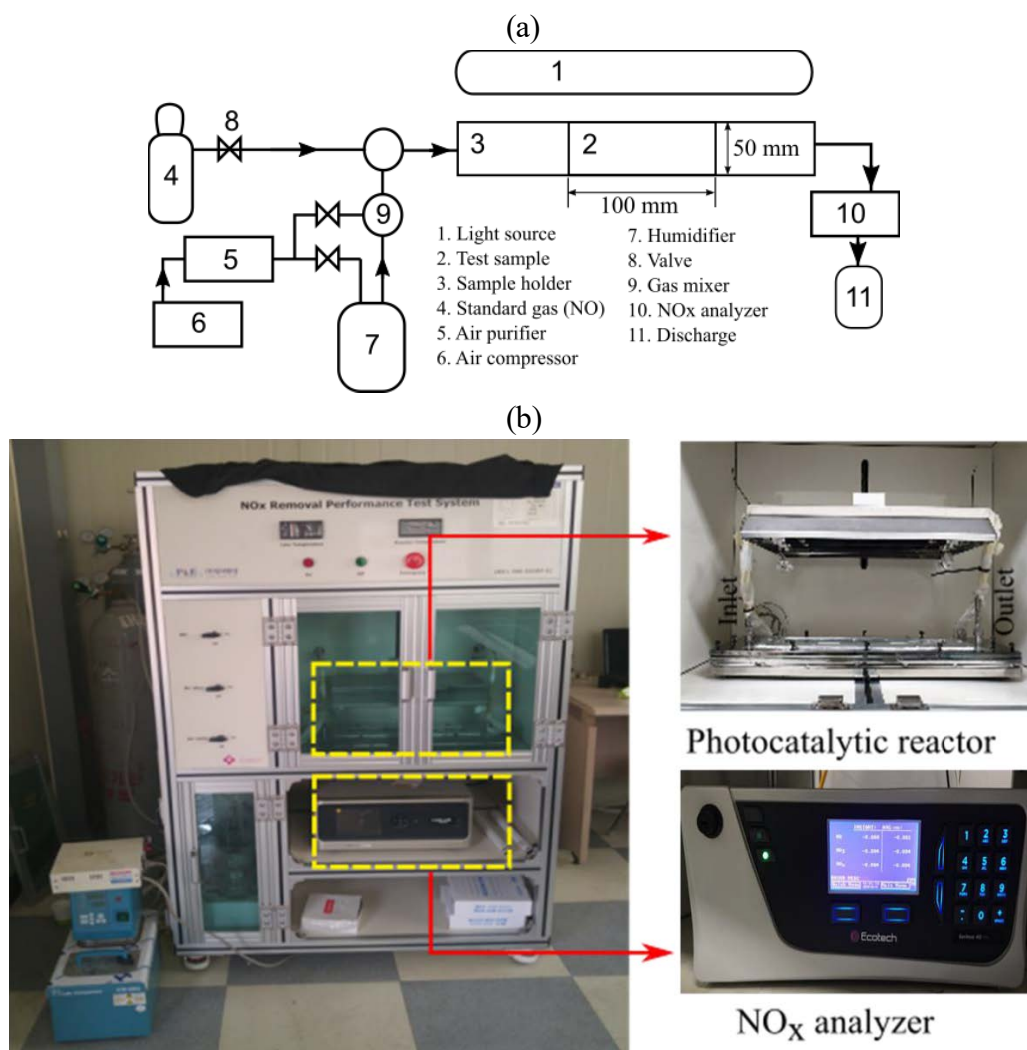 (a)
1
8
4
3
2
50 mm
9
100 mm
10
5
6
7
11
1. Light source
2. Test sample
3. Sample holder
4. Standard gas (NO)
5. Air purifier
6. Air compressor
7. Humidifier
8. Valve
9. Gas mixer
10. NOx analyzer
11. Discharge
(b)
NOx Removal Performance Test System
Inlet
Outlet
Photocatalytic reactor
1 2 3
4 5 6
7 8 9
0
Ecotech
NOX analyzer